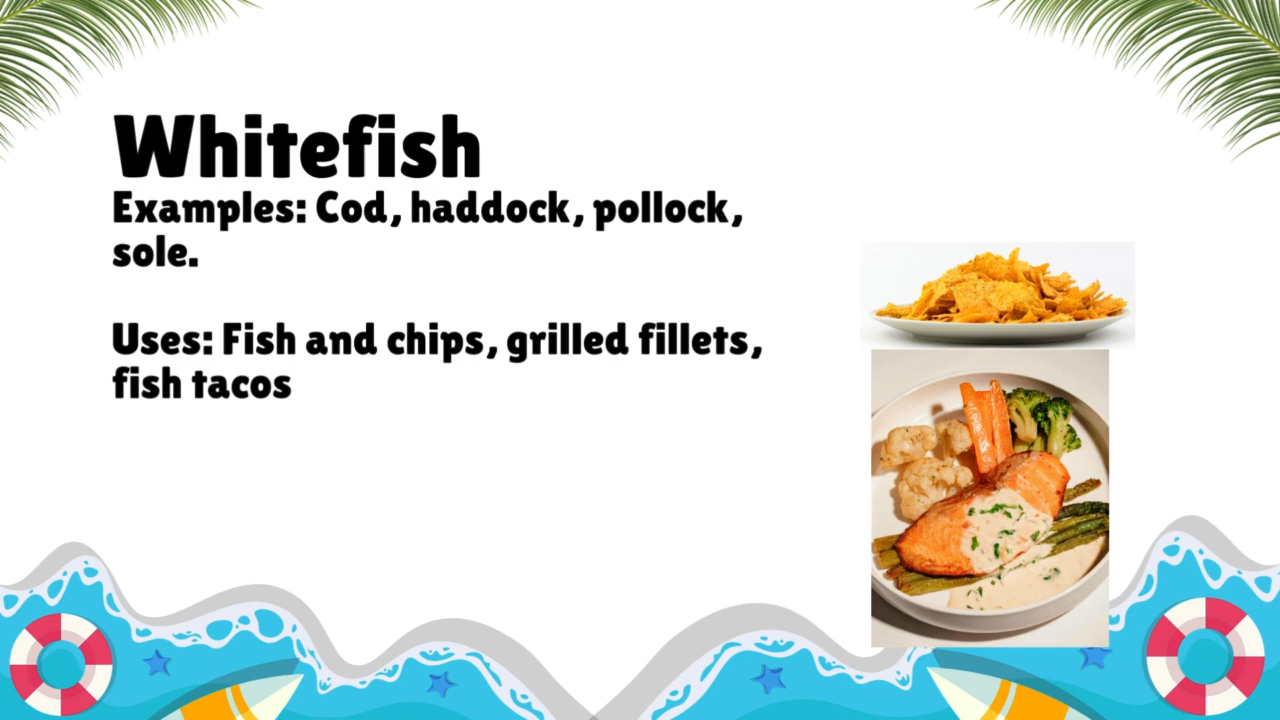 Whitefish
Examples: Cod, haddock, pollock,
sole.
Uses: Fish and chips, grilled fillets,
fish tacos